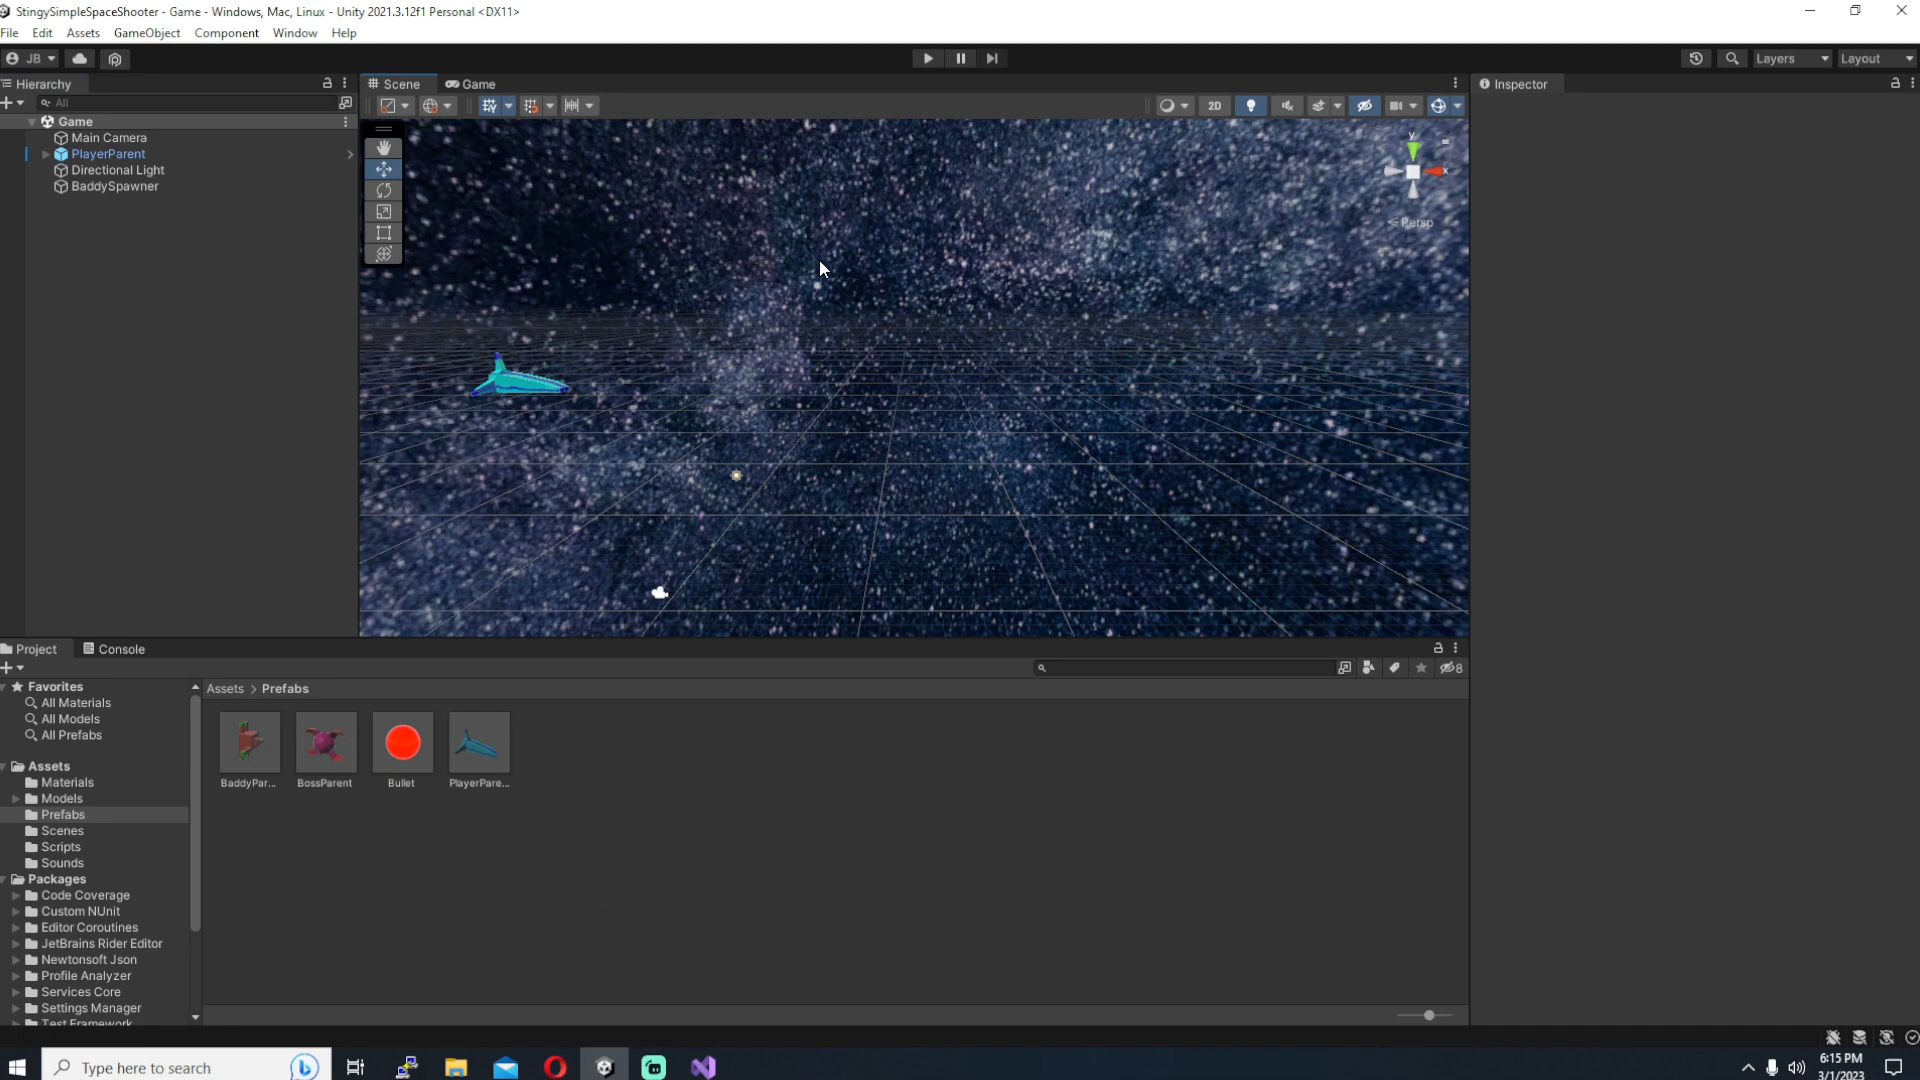 StingySimpleSpaceShooter - Game - Windows, Mac, Linux - Unity 2021.3.12f1 Personal <DX11>
File Edit Assets GameObject Component Window Help
JB Layers Layout
Hierarchy Scene Game Inspector
All 2D
Game
Main Camera
PlayerParent
Directional Light
BaddySpawner
y
x
Persp
Project Console
8
Favorites
All Materials
All Models
All Prefabs
Assets
Materials
Models
Prefabs
Scenes
Scripts
Sounds
Packages
Code Coverage
Custom NUnit
Editor Coroutines
JetBrains Rider Editor
Newtonsoft Json
Profile Analyzer
Services Core
Settings Manager
Test Framework
Assets > Prefabs
BaddyPar... BossParent Bullet PlayerPare...
Type here to search
6:15 PM
3/1/2023